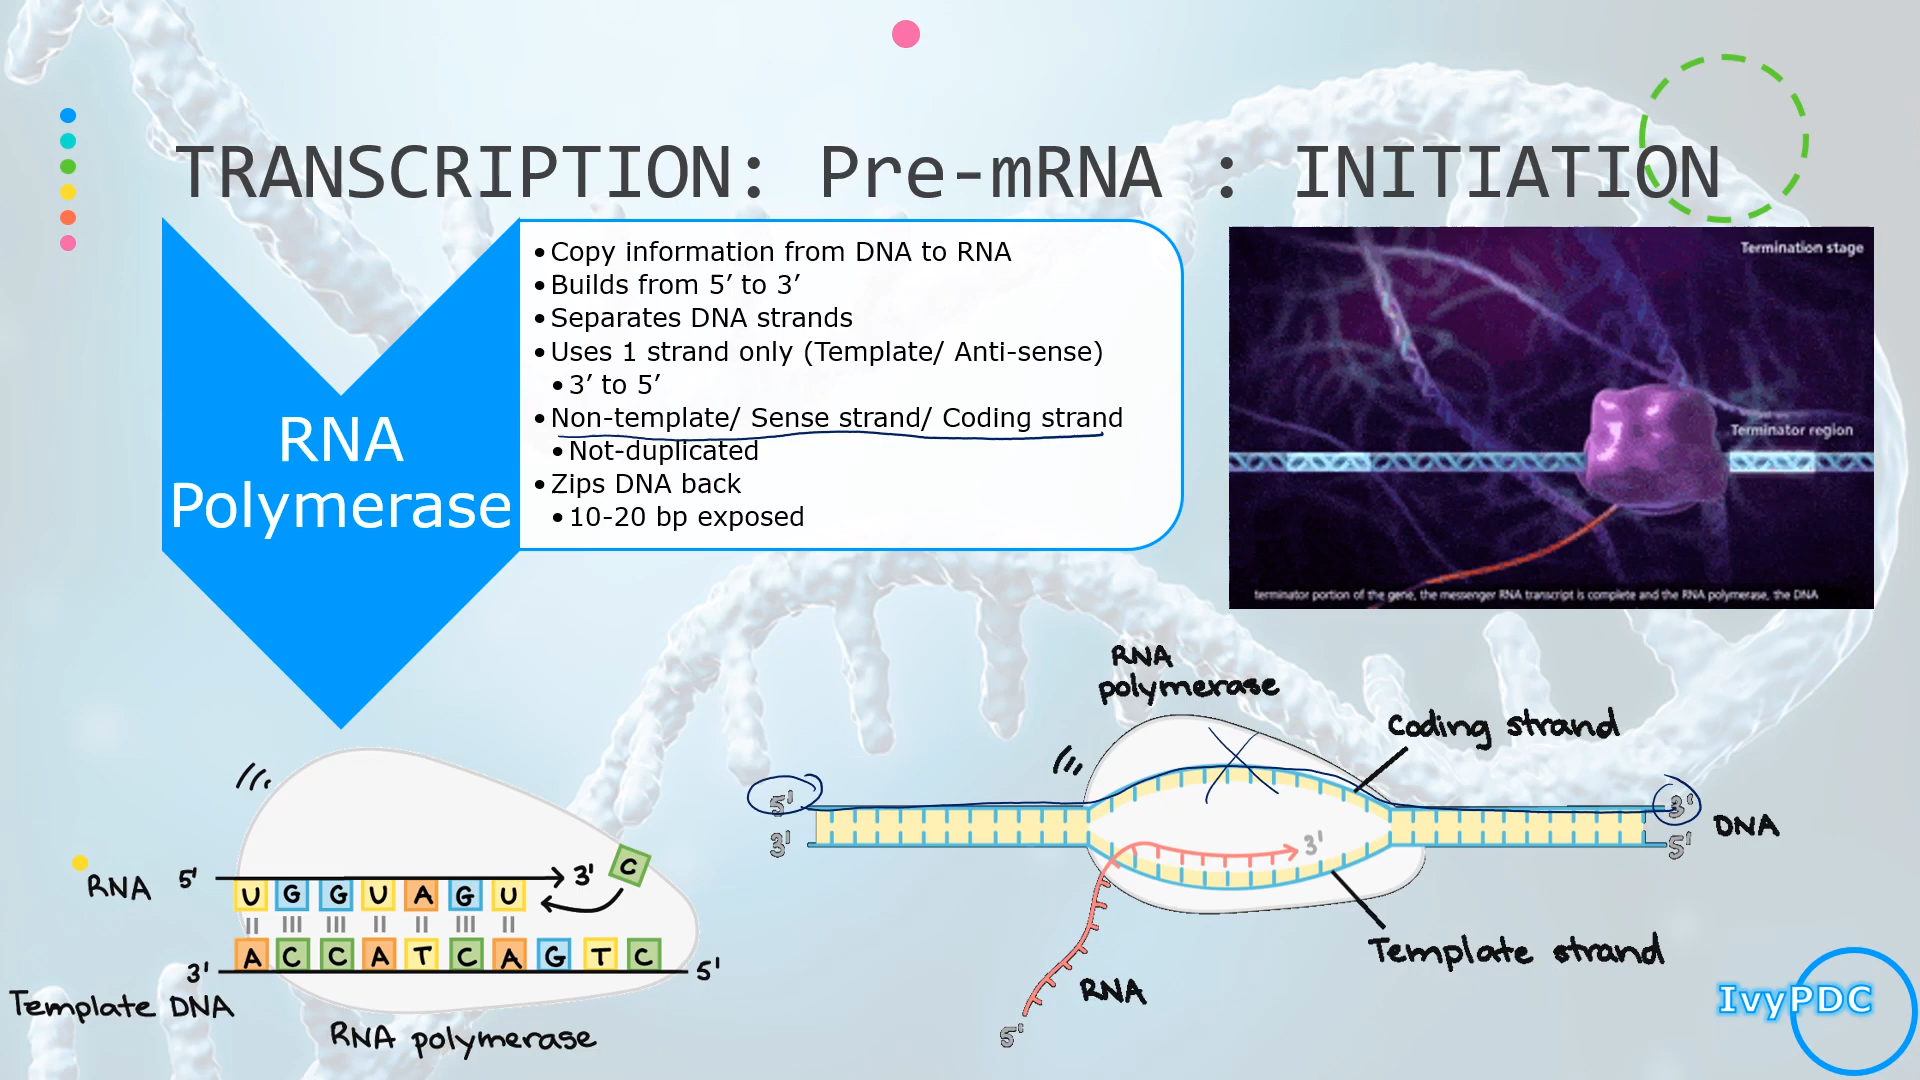 TRANSCRIPTION: Pre-mRNA : INITIATION
RNA
Polymerase
• Copy information from DNA to RNA
• Builds from 5’ to 3’
• Separates DNA strands
• Uses 1 strand only (Template/ Anti-sense)
• 3’ to 5’
• Non-template/ Sense strand/ Coding strand
• Not-duplicated
• Zips DNA back
• 10-20 bp exposed
Termination stage
Terminator region
terminator portion of the gene, the messenger RNA transcript is complete and the RNA polymerase, the DNA
RNA 5' 3' C
U G G U A G U
A C C A T C A G T C
3' 5'
Template DNA
RNA polymerase
RNA
polymerase
Coding strand
5' 3'
3' 5'
DNA
3'
Template strand
RNA
5'
IvyPDC